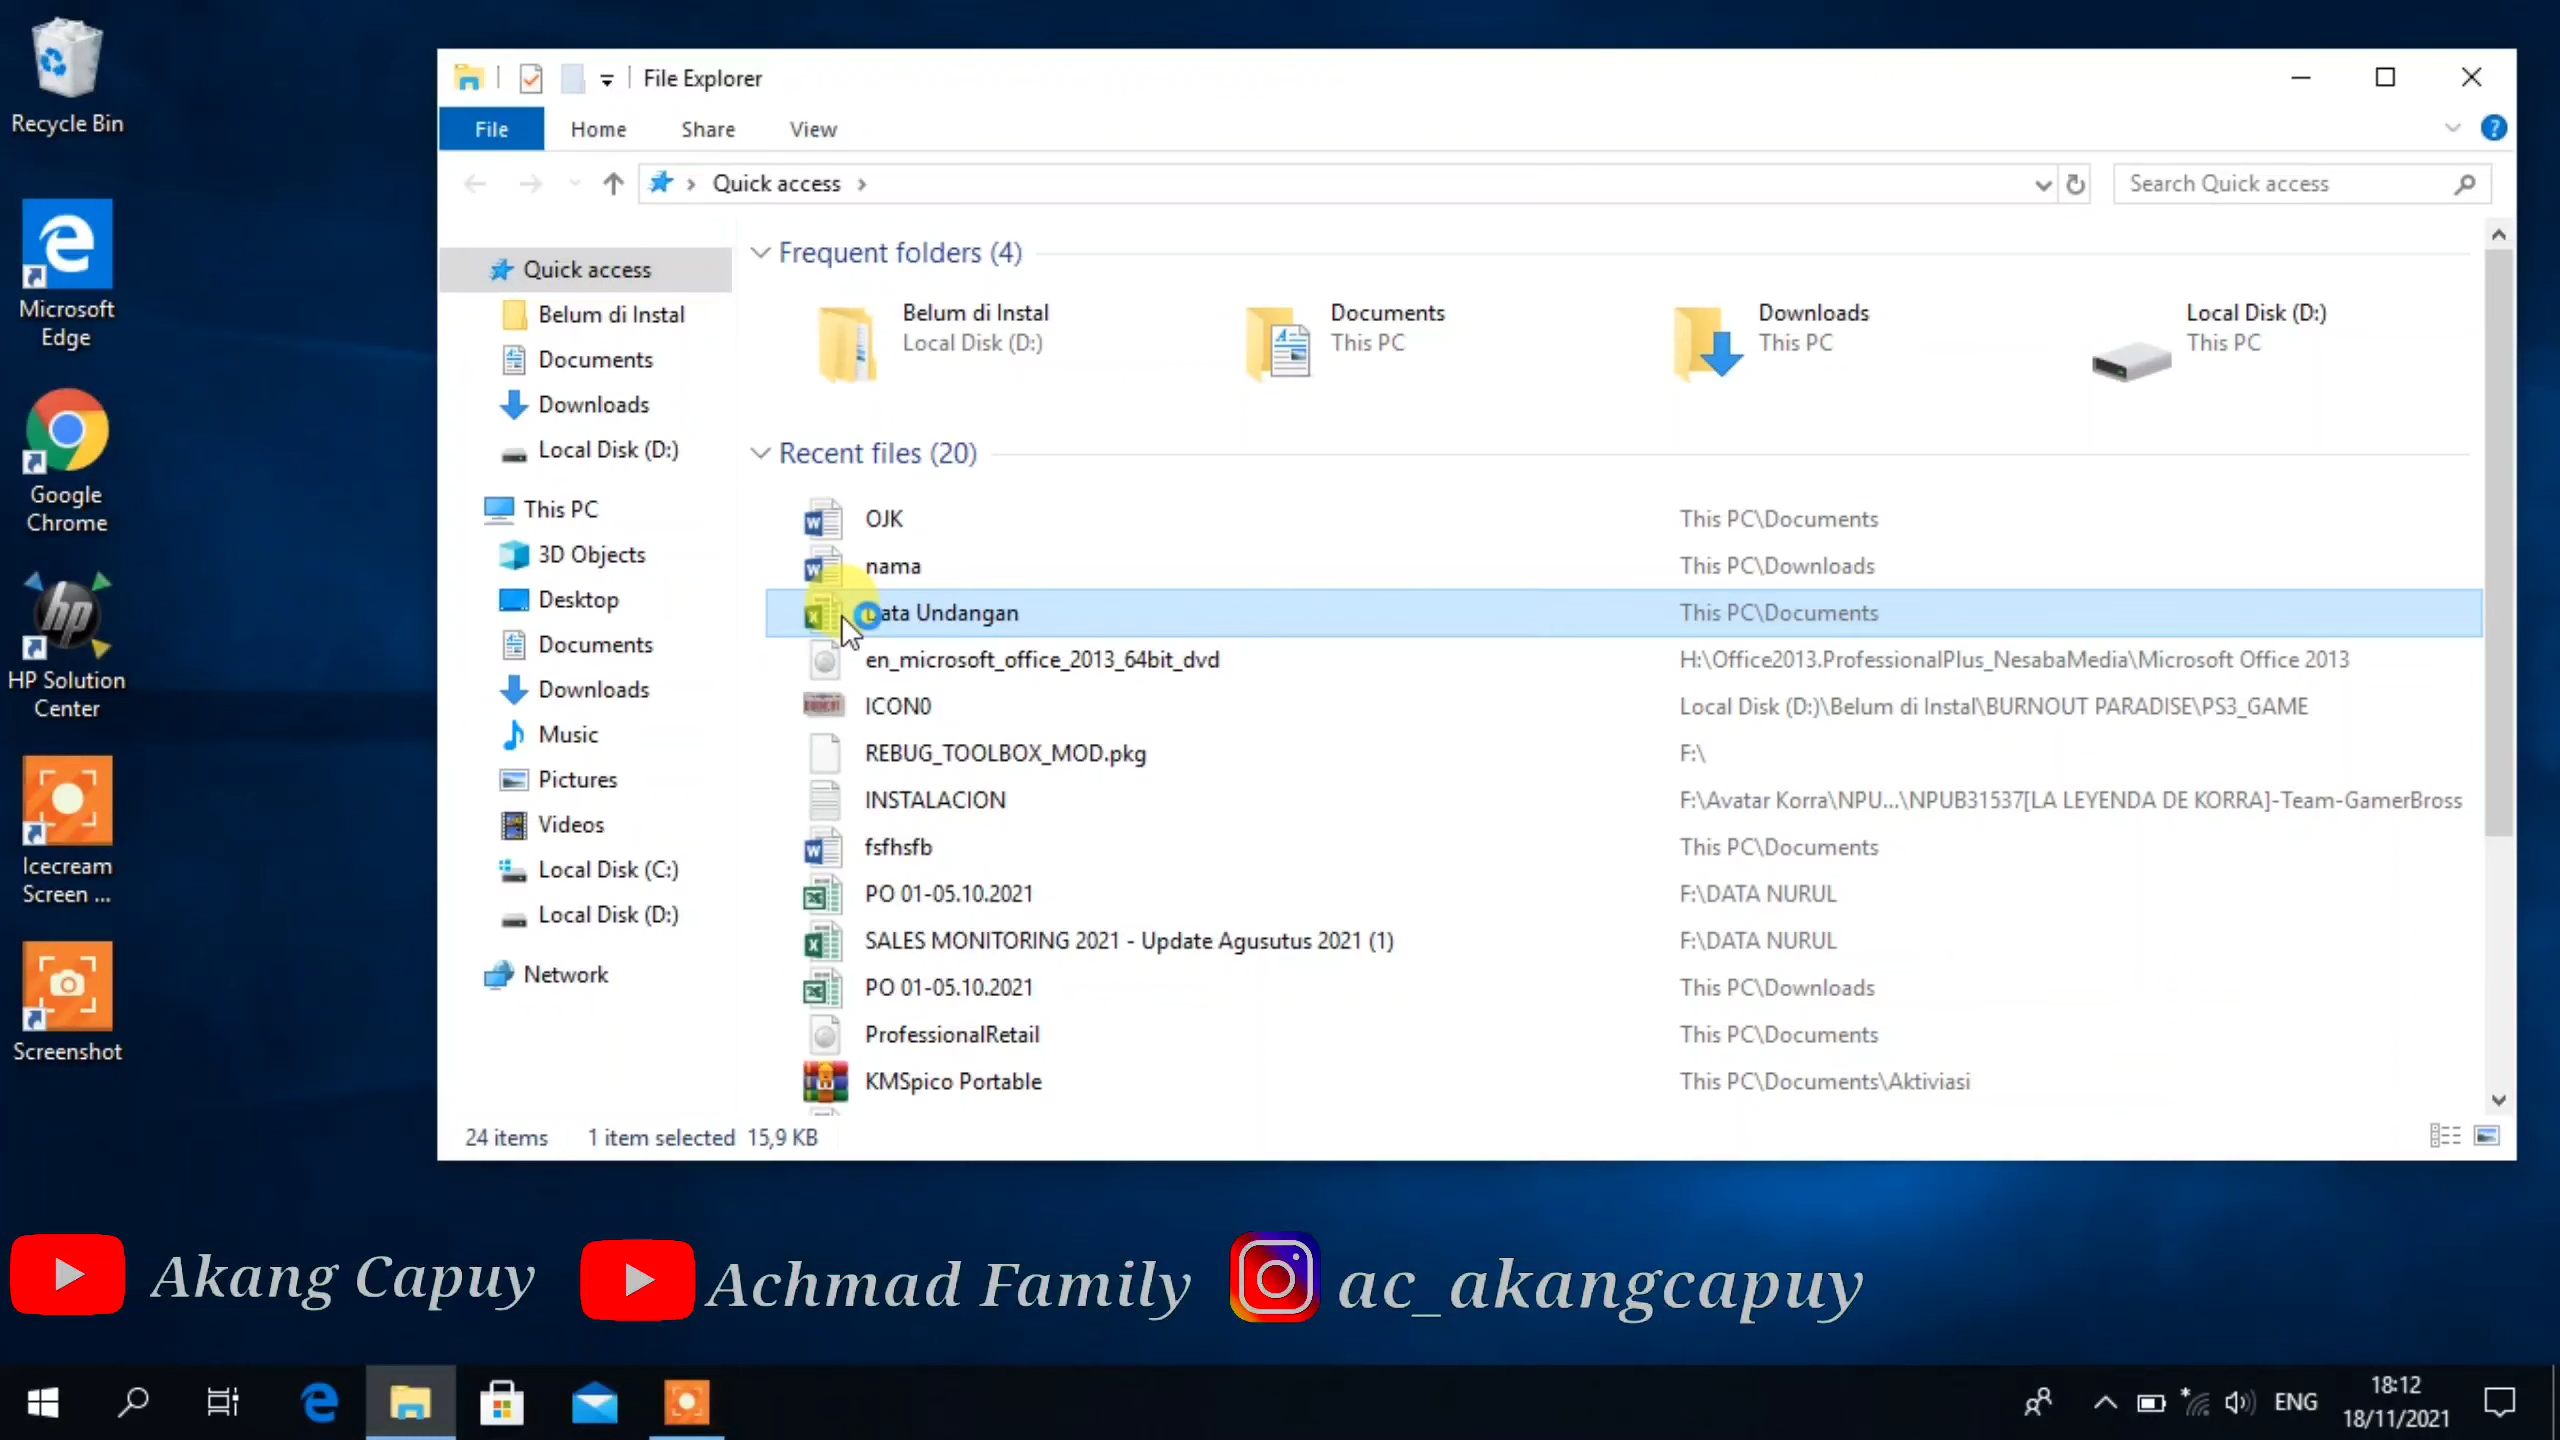 Recycle Bin
Microsoft
Edge
Google
Chrome
HP Solution
Center
Icecream
Screen ...
Screenshot
File Explorer
File Home Share View
Quick access
Search Quick access
Quick access
Belum di Instal
Documents
Downloads
Local Disk (D:)
This PC
3D Objects
Desktop
Documents
Downloads
Music
Pictures
Videos
Local Disk (C:)
Local Disk (D:)
Network
Frequent folders (4)
Belum di Instal
Local Disk (D:)
Documents
This PC
Downloads
This PC
Local Disk (D:)
This PC
Recent files (20)
OJK This PC\Documents
nama This PC\Downloads
ata Undangan This PC\Documents
en_microsoft_office_2013_64bit_dvd H:\Office2013.ProfessionalPlus_NesabaMedia\Microsoft Office 2013
ICON0 Local Disk (D:)\Belum di Instal\BURNOUT PARADISE\PS3_GAME
REBUG_TOOLBOX_MOD.pkg F:\
INSTALACION F:\Avatar Korra\NPU...\NPUB31537[LA LEYENDA DE KORRA]-Team-GamerBross
fsfhsfb This PC\Documents
PO 01-05.10.2021 F:\DATA NURUL
SALES MONITORING 2021 - Update Agusutus 2021 (1) F:\DATA NURUL
PO 01-05.10.2021 This PC\Downloads
ProfessionalRetail This PC\Documents
KMSpico Portable This PC\Documents\Aktiviasi
24 items 1 item selected 15,9 KB
Akang Capuy Achmad Family ac_akangcapuy
ENG
18:12
18/11/2021